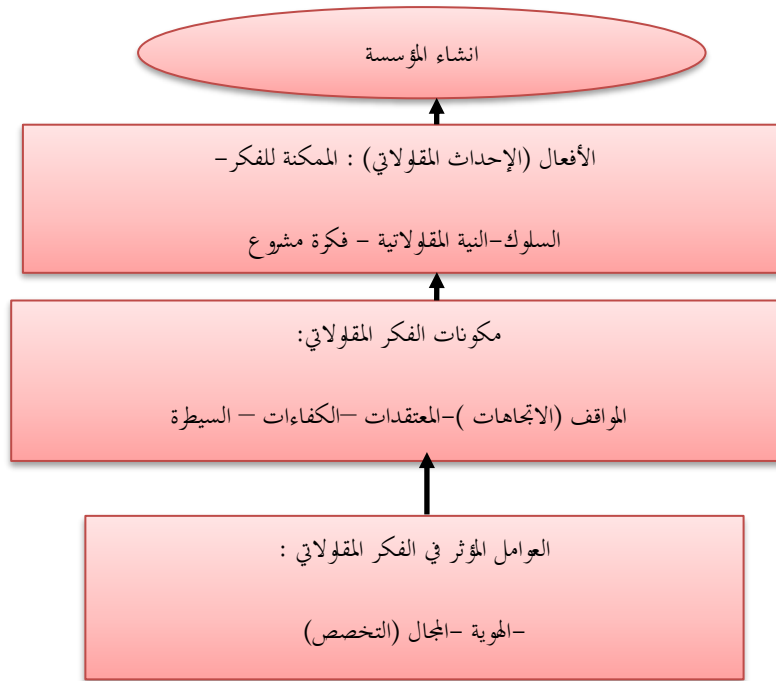 انشاء المؤسسة
الأفعال (الإحداث المقاولاتي) : الممكنة للفكر-
السلوك-النية المقاولاتية - فكرة مشروع
مكونات الفكر المقاولاتي:
المواقف (الاتجاهات )-المعتقدات –الكفاءات – السيطرة
العوامل المؤثر في الفكر المقاولاتي :
-الهوية -المجال (التخصص)